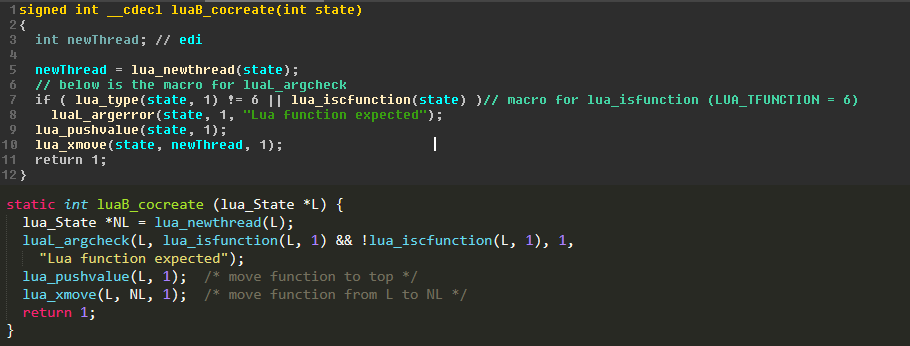 1 signed int __cdecl luaB_cocreate(int state)
2 {
3   int newThread; // edi
4
5   newThread = lua_newthread(state);
6   // below is the macro for luaL_argcheck
7   if ( lua_type(state, 1) != 6 || lua_iscfunction(state) )// macro for lua_isfunction (LUA_TFUNCTION = 6)
8     luaL_argerror(state, 1, "Lua function expected");
9   lua_pushvalue(state, 1);
10   lua_xmove(state, newThread, 1);
11   return 1;
12 }
static int luaB_cocreate (lua_State *L) {
  lua_State *NL = lua_newthread(L);
  luaL_argcheck(L, lua_isfunction(L, 1) && !lua_iscfunction(L, 1), 1,
    "Lua function expected");
  lua_pushvalue(L, 1);  /* move function to top */
  lua_xmove(L, NL, 1);  /* move function from L to NL */
  return 1;
}